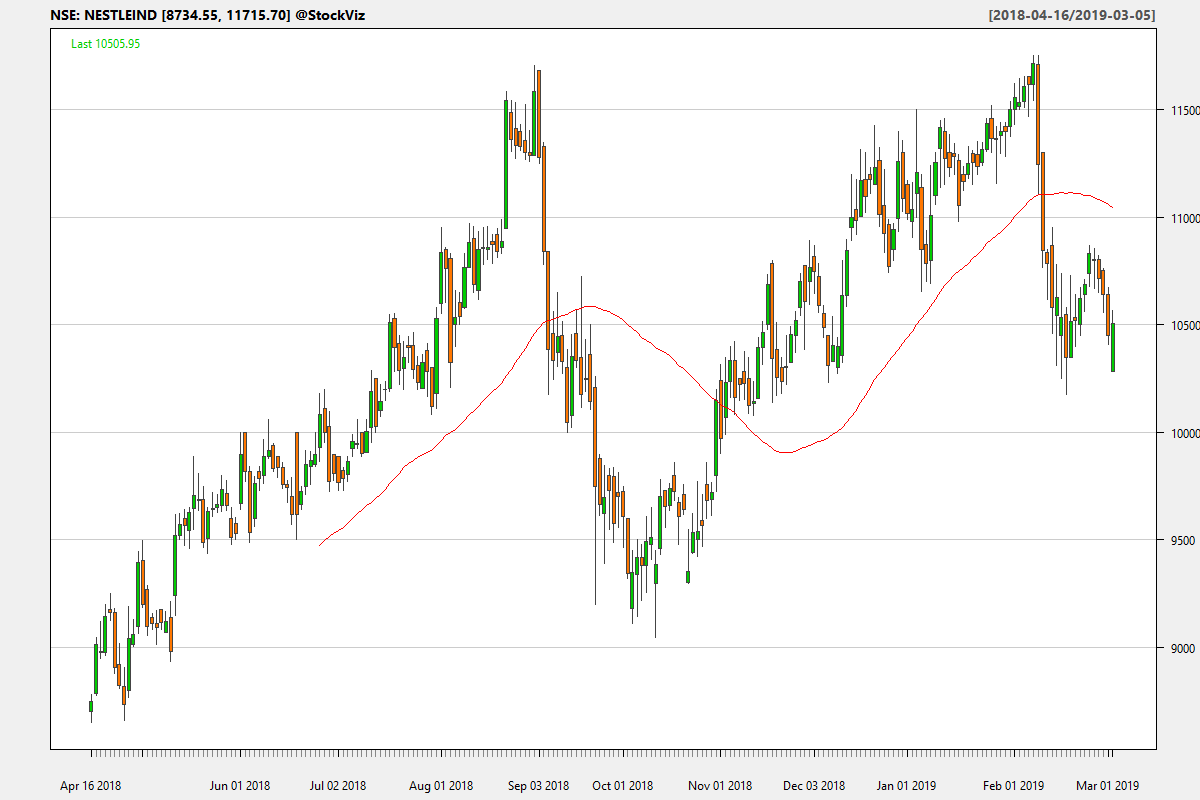 NSE: NESTLEIND [8734.55, 11715.70] @StockViz
[2018-04-16/2019-03-05]
Last 10505.95
11500
11000
10500
10000
9500
9000
Apr 16 2018
Jun 01 2018
Jul 02 2018
Aug 01 2018
Sep 03 2018
Oct 01 2018
Nov 01 2018
Dec 03 2018
Jan 01 2019
Feb 01 2019
Mar 01 2019